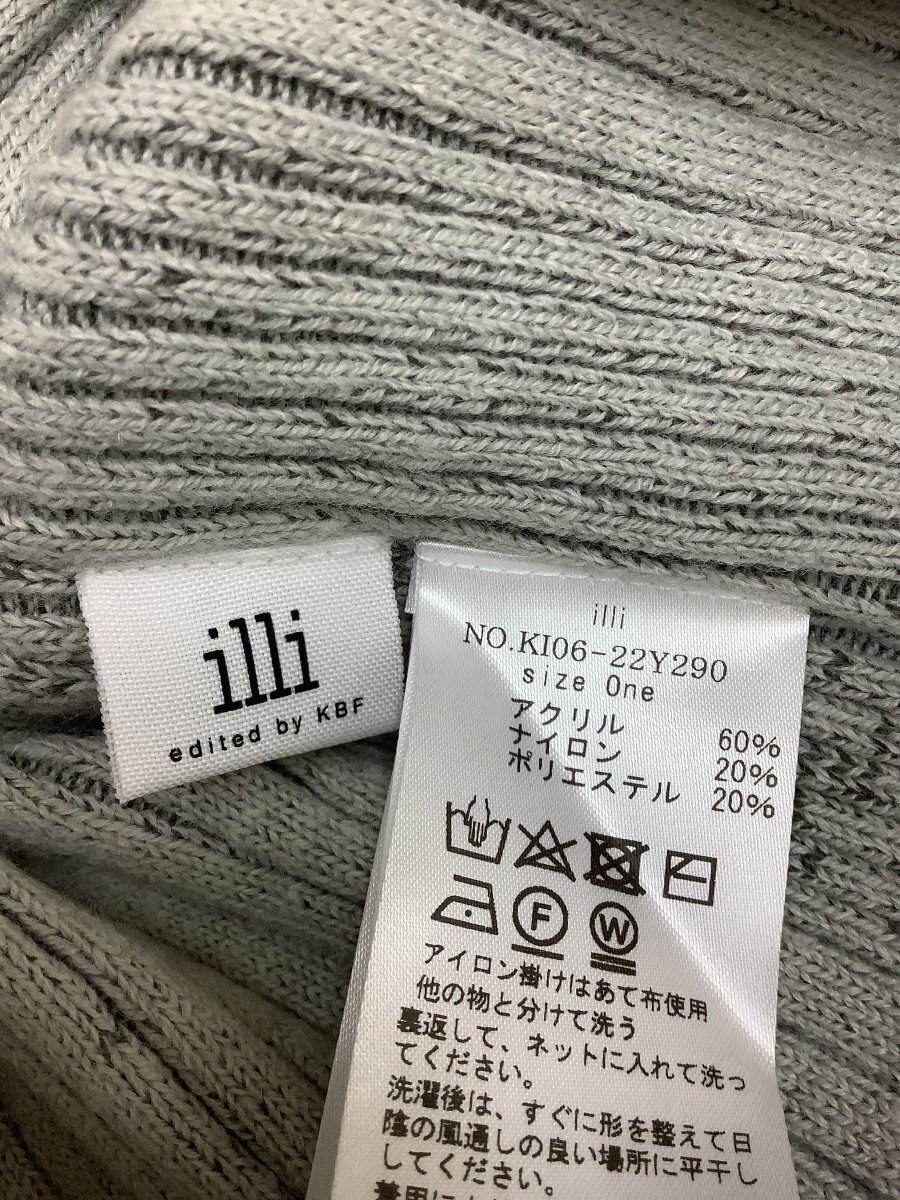 illi
edited by KBF
illi
NO.KI06-22Y290
size One
アクリル 60%
ナイロン 20%
ポリエステル 20%
F
W
アイロン掛けはあて布使用
他の物と分けて洗う
裏返して、ネットに入れて洗っ
てください。
洗濯後は、すぐに形を整えて日
陰の風通しの良い場所に平干し
してください。